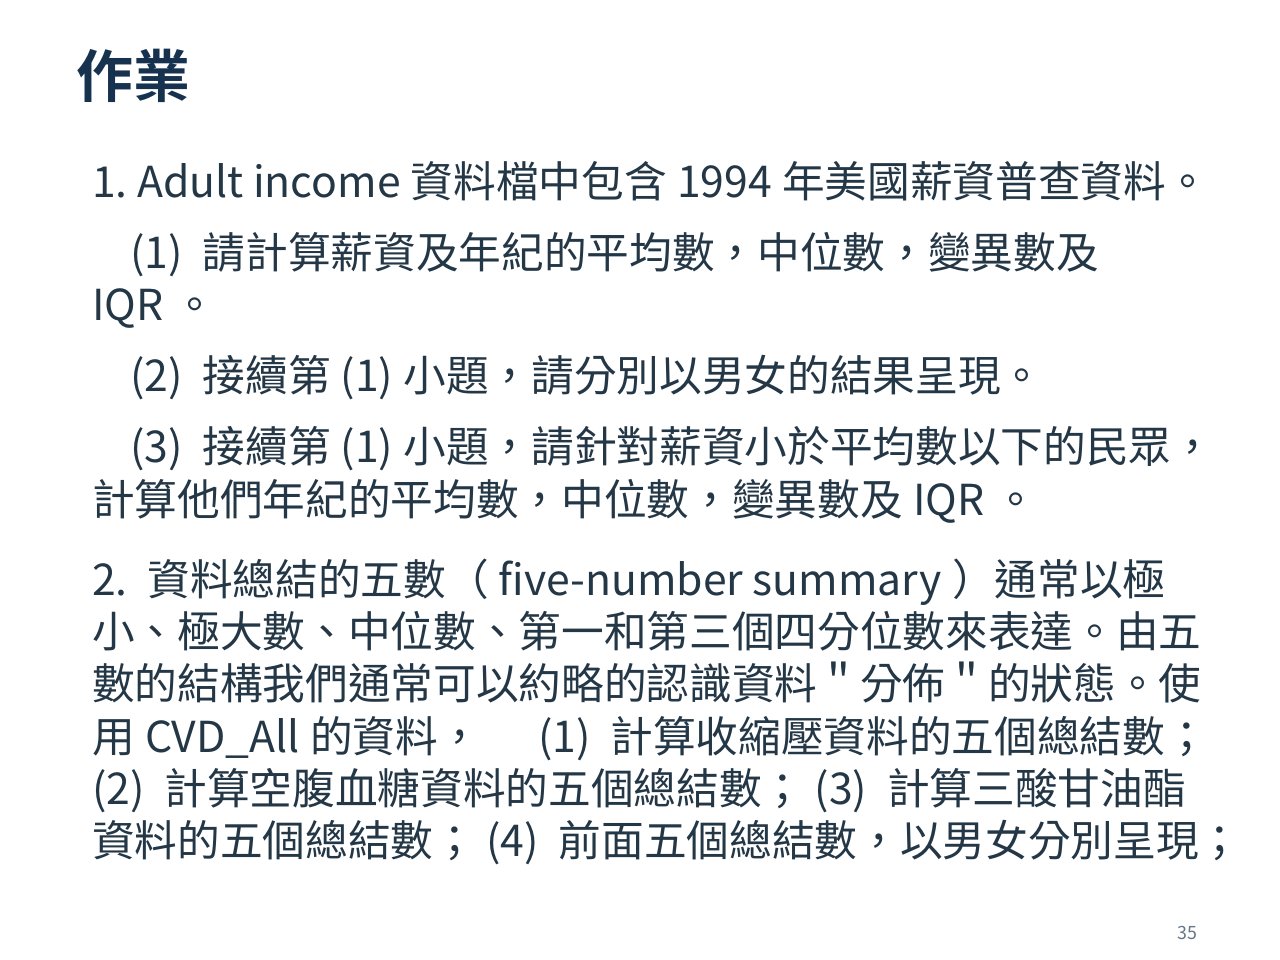 作業
1. Adult income 資料檔中包含 1994 年美國薪資普查資料。
(1) 請計算薪資及年紀的平均數，中位數，變異數及
IQR 。
(2) 接續第 (1) 小題，請分別以男女的結果呈現。
(3) 接續第 (1) 小題，請針對薪資小於平均數以下的民眾，
計算他們年紀的平均數，中位數，變異數及 IQR 。
2. 資料總結的五數（ five-number summary ）通常以極
小、極大數、中位數、第一和第三個四分位數來表達。由五
數的結構我們通常可以約略的認識資料 " 分佈 " 的狀態。使
用 CVD_All 的資料， (1) 計算收縮壓資料的五個總結數；
(2) 計算空腹血糖資料的五個總結數； (3) 計算三酸甘油酯
資料的五個總結數； (4) 前面五個總結數，以男女分別呈現；
35